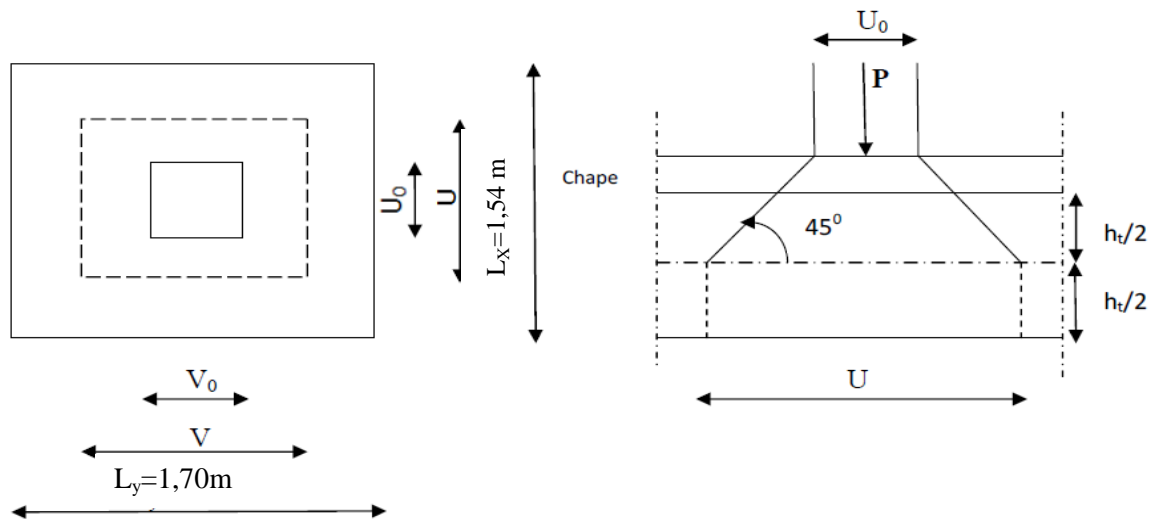 U₀
U
Lₓ=1,54 m
V₀
V
Lᵧ=1,70m
U₀
P
Chape
45⁰
hₜ/2
hₜ/2
U